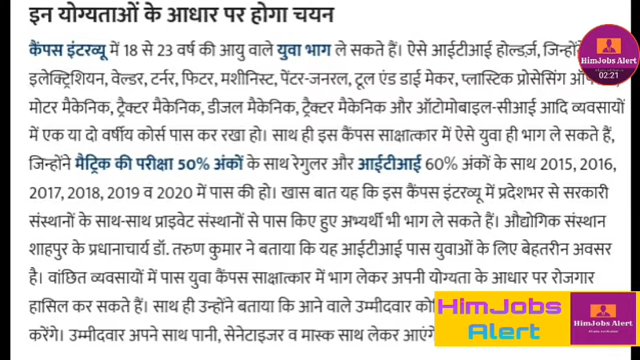 इन योग्यताओं के आधार पर होगा चयन
कैंपस इंटरव्यू में 18 से 23 वर्ष की आयु वाले युवा भाग ले सकते हैं। ऐसे आईटीआई होल्डर्ज़, जिन्होंने
HimJobs Alert
02:21
इलेक्ट्रिशियन, वेल्डर, टर्नर, फिटर, मशीनिस्ट, पेंटर-जनरल, टूल एंड डाई मेकर, प्लास्टिक प्रोसेसिंग
मोटर मैकेनिक, ट्रैक्टर मैकेनिक, डीजल मैकेनिक, ट्रैक्टर मैकेनिक और ऑटोमोबाइल-सीआई आदि व्यवसायों
में एक या दो वर्षीय कोर्स पास कर रखा हो। साथ ही इस कैंपस साक्षात्कार में ऐसे युवा ही भाग ले सकते हैं,
जिन्होंने मैट्रिक की परीक्षा 50% अंकों के साथ रेगुलर और आईटीआई 60% अंकों के साथ 2015, 2016,
2017, 2018, 2019 व 2020 में पास की हो। खास बात यह कि इस कैंपस इंटरव्यू में प्रदेशभर से सरकारी
संस्थानों के साथ-साथ प्राइवेट संस्थानों से पास किए हुए अभ्यर्थी भी भाग ले सकते हैं। औद्योगिक संस्थान
शाहपुर के प्रधानाचार्य डॉ. तरुण कुमार ने बताया कि यह आईटीआई पास युवाओं के लिए बेहतरीन अवसर
है। वांछित व्यवसायों में पास युवा कैंपस साक्षात्कार में भाग लेकर अपनी योग्यता के आधार पर रोजगार
हासिल कर सकते हैं। साथ ही उन्होंने बताया कि आने वाले उम्मीदवार
करेंगे। उम्मीदवार अपने साथ पानी, सेनेटाइजर व मास्क साथ लेकर आएंगे
HimJobs
Alert
HimJobs Alert